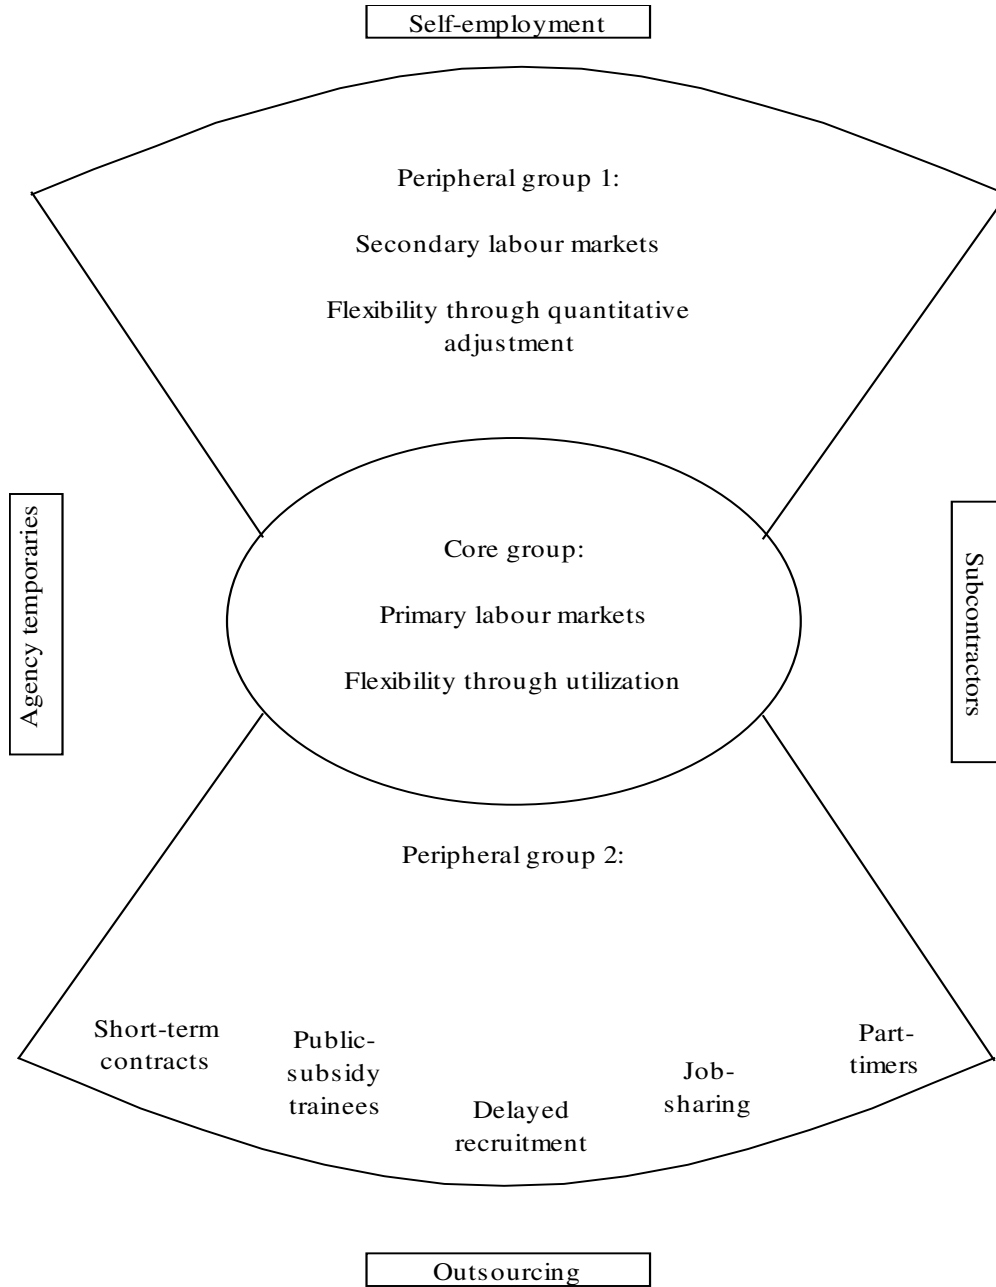 Self-employment
Peripheral group 1:
Secondary labour markets
Flexibility through quantitative
adjustment
Agency temporaries
Core group:
Primary labour markets
Flexibility through utilization
Subcontractors
Peripheral group 2:
Short-term
contracts
Public-
subsidy
trainees
Delayed
recruitment
Job-
sharing
Part-
timers
Outsourcing